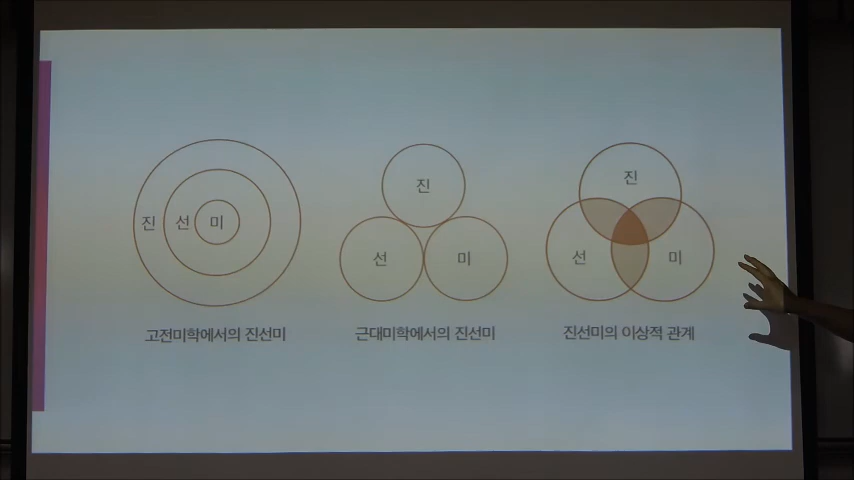 진 선 미
고전미학에서의 진선미
진
선 미
근대미학에서의 진선미
진
선 미
진선미의 이상적 관계